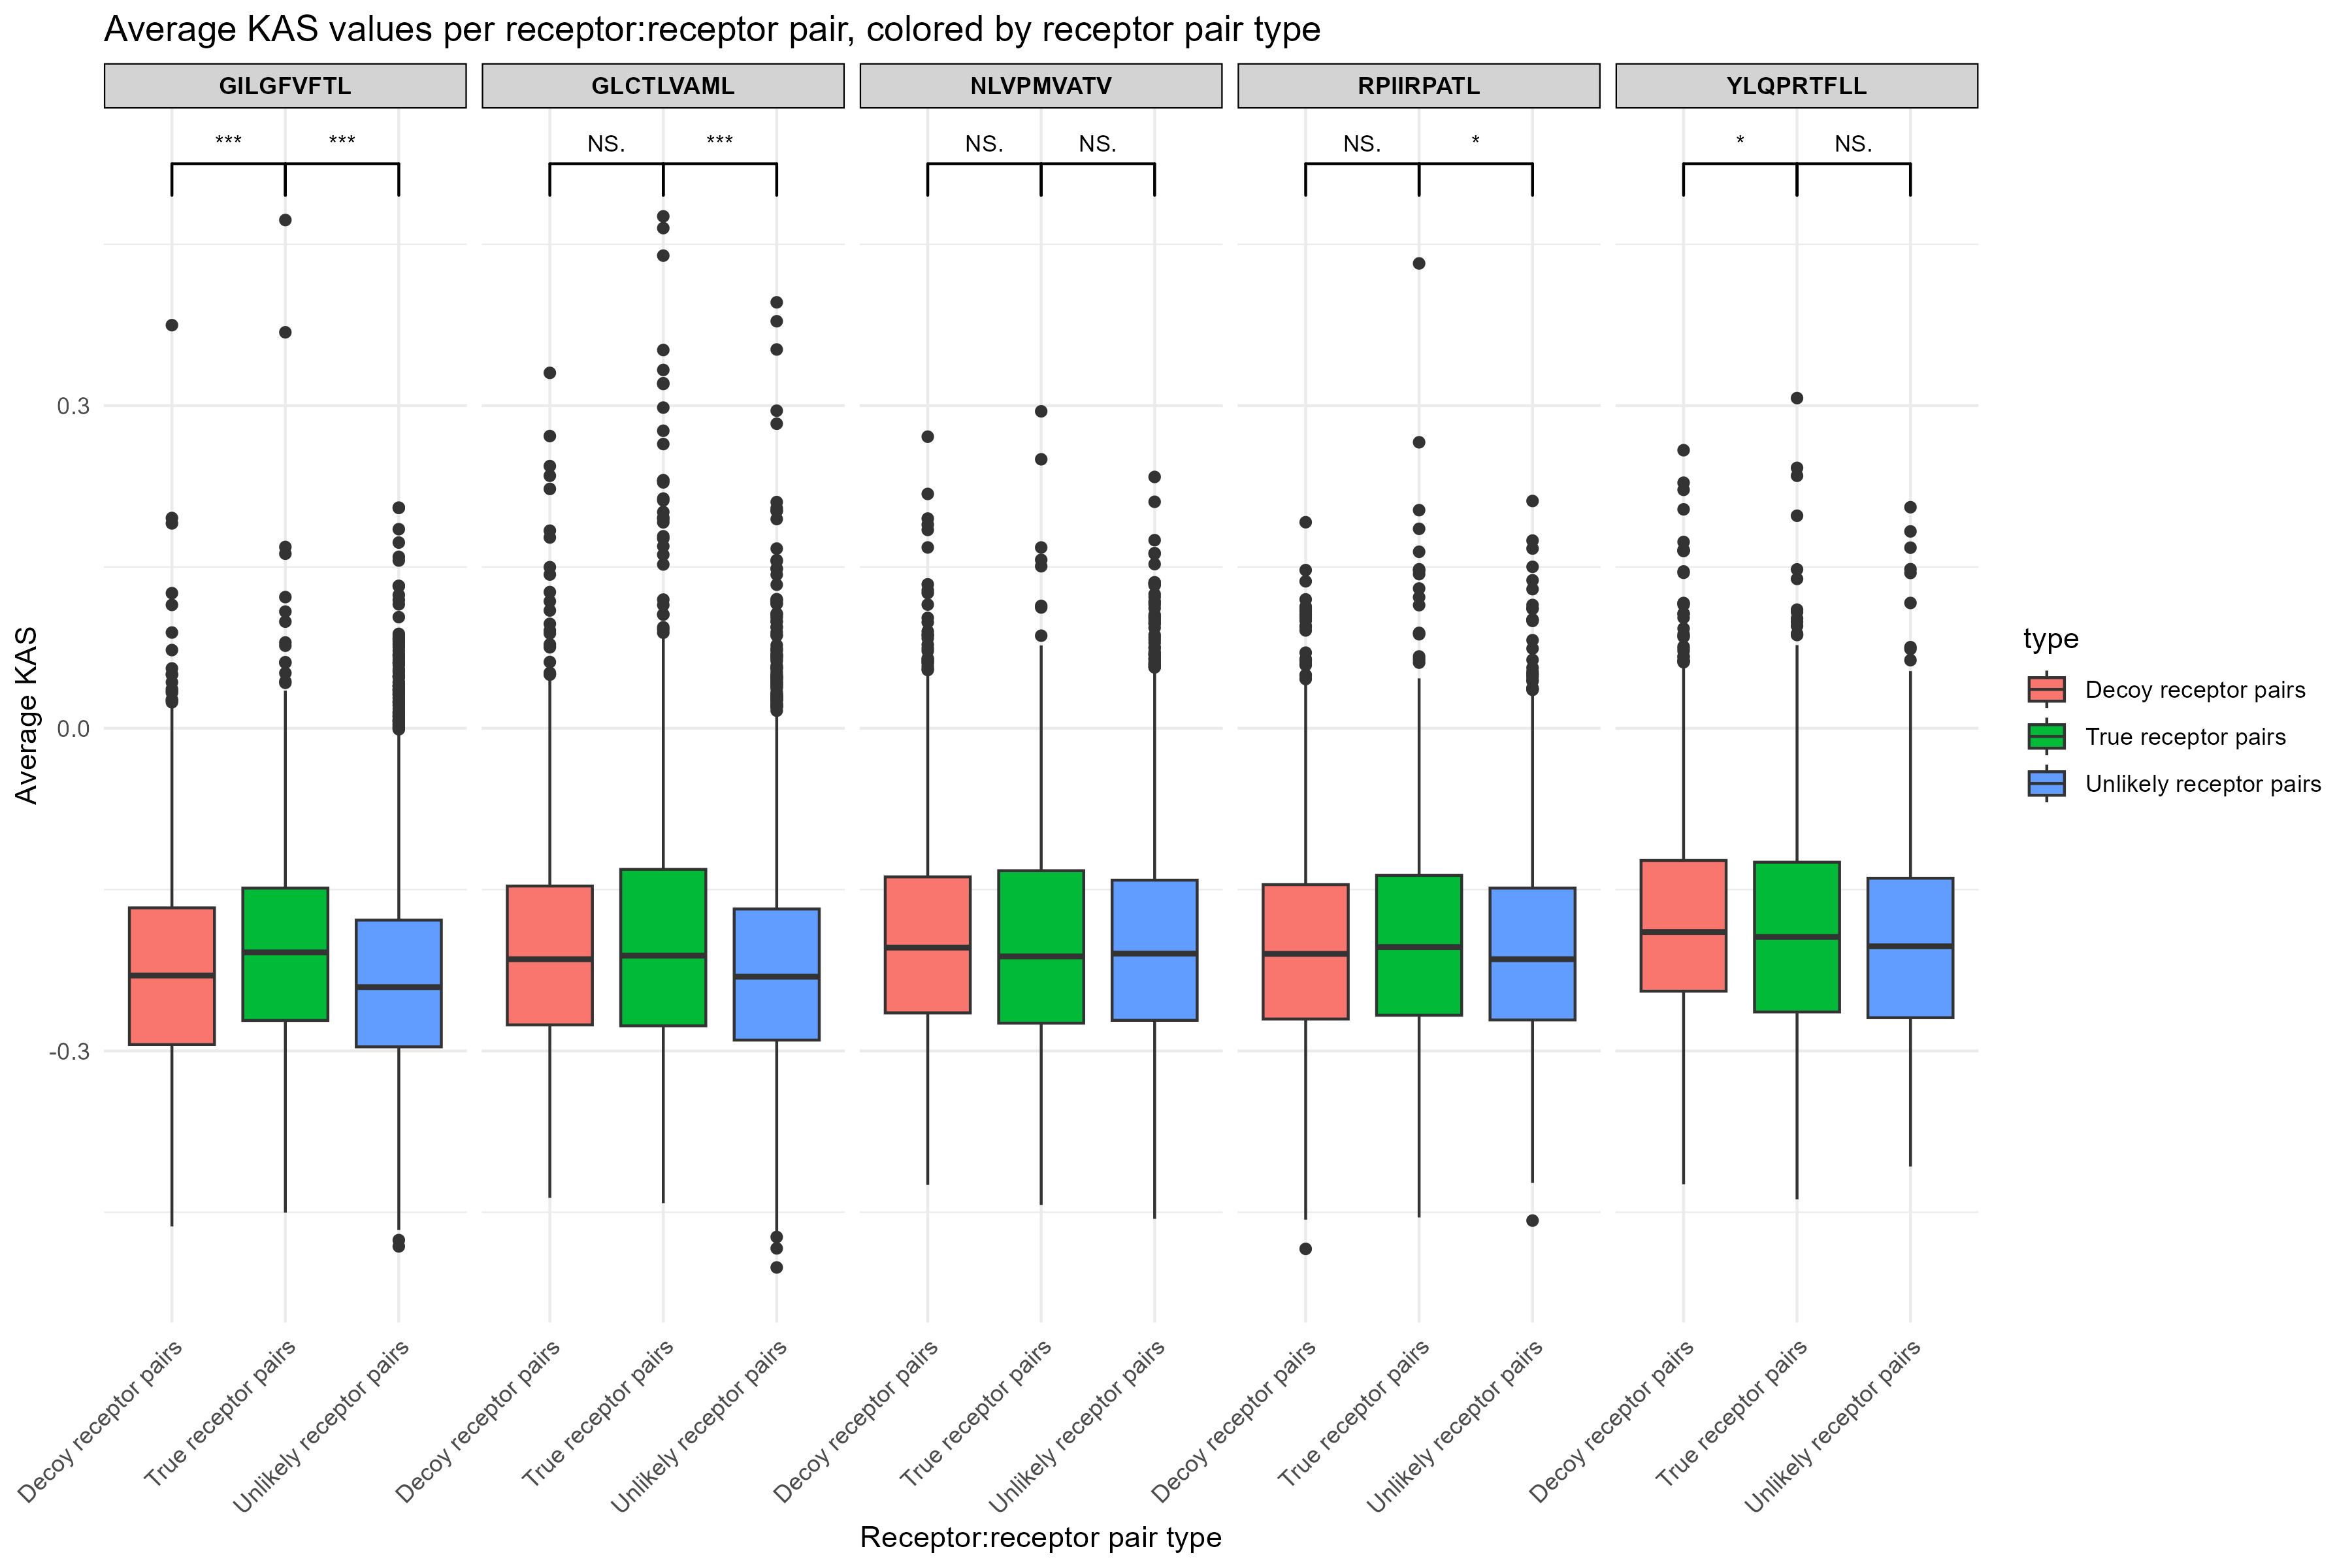 Average KAS values per receptor:receptor pair, colored by receptor pair type
GILGFVFTL
GLCTLVAML
NLVPMVATV
RPIIRPATL
YLQPRTFLL
*** ***
NS. ***
NS. NS.
NS. *
* NS.
Average KAS
0.3
0.0
-0.3
Decoy receptor pairs
True receptor pairs
Unlikely receptor pairs
Decoy receptor pairs
True receptor pairs
Unlikely receptor pairs
Decoy receptor pairs
True receptor pairs
Unlikely receptor pairs
Decoy receptor pairs
True receptor pairs
Unlikely receptor pairs
Decoy receptor pairs
True receptor pairs
Unlikely receptor pairs
Receptor:receptor pair type
type
Decoy receptor pairs
True receptor pairs
Unlikely receptor pairs